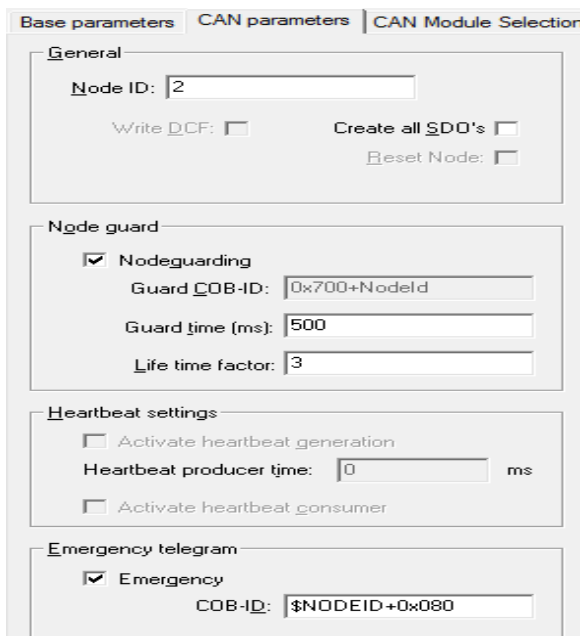 Base parameters CAN parameters CAN Module Selection
General
Node ID: 2
Write DCF: Create all SDO's
Reset Node:
Node guard
Nodeguarding
Guard COB-ID: 0x700+NodeId
Guard time (ms): 500
Life time factor: 3
Heartbeat settings
Activate heartbeat generation
Heartbeat producer time: 0 ms
Activate heartbeat consumer
Emergency telegram
Emergency
COB-ID: $NODEID+0x080